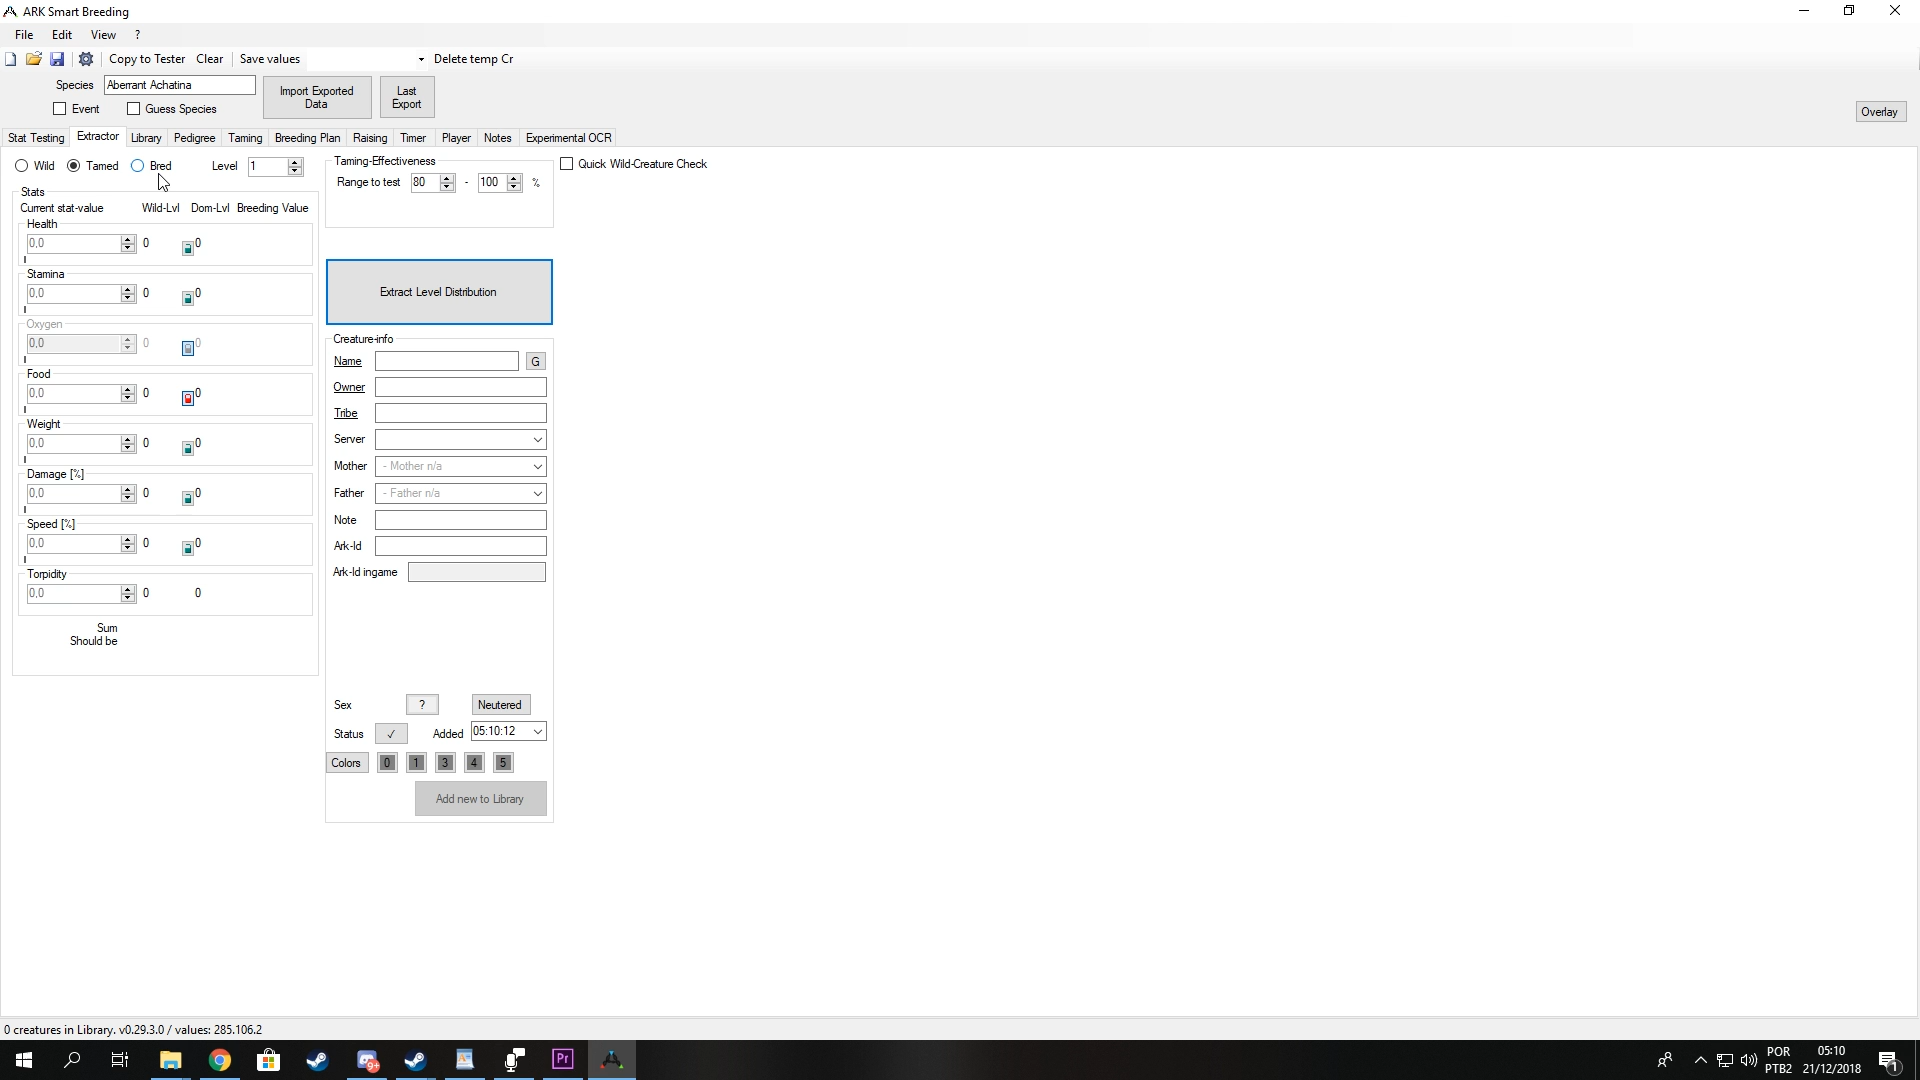 ARK Smart Breeding
File Edit View ?
Copy to Tester Clear Save values Delete temp Cr
Species Aberrant Achatina
Import Exported Data
Last Export
Event Guess Species
Overlay
Stat Testing Extractor Library Pedigree Taming Breeding Plan Raising Timer Player Notes Experimental OCR
Wild Tamed Bred Level 1
Stats
Current stat-value Wild-Lvl Dom-Lvl Breeding Value
Health
0,0 0 0
Stamina
0,0 0 0
Oxygen
0,0 0 0
Food
0,0 0 0
Weight
0,0 0 0
Damage [%]
0,0 0 0
Speed [%]
0,0 0 0
Torpidity
0,0 0 0
Sum
Should be
Taming-Effectiveness
Range to test 80 - 100 %
Quick Wild-Creature Check
Extract Level Distribution
Creature-info
Name G
Owner
Tribe
Server
Mother - Mother n/a
Father - Father n/a
Note
Ark-Id
Ark-Id ingame
Sex ? Neutered
Status ✓ Added 05:10:12
Colors 0 1 3 4 5
Add new to Library
0 creatures in Library. v0.29.3.0 / values: 285.106.2
9+
Pr
POR
PTB2
05:10
21/12/2018
1